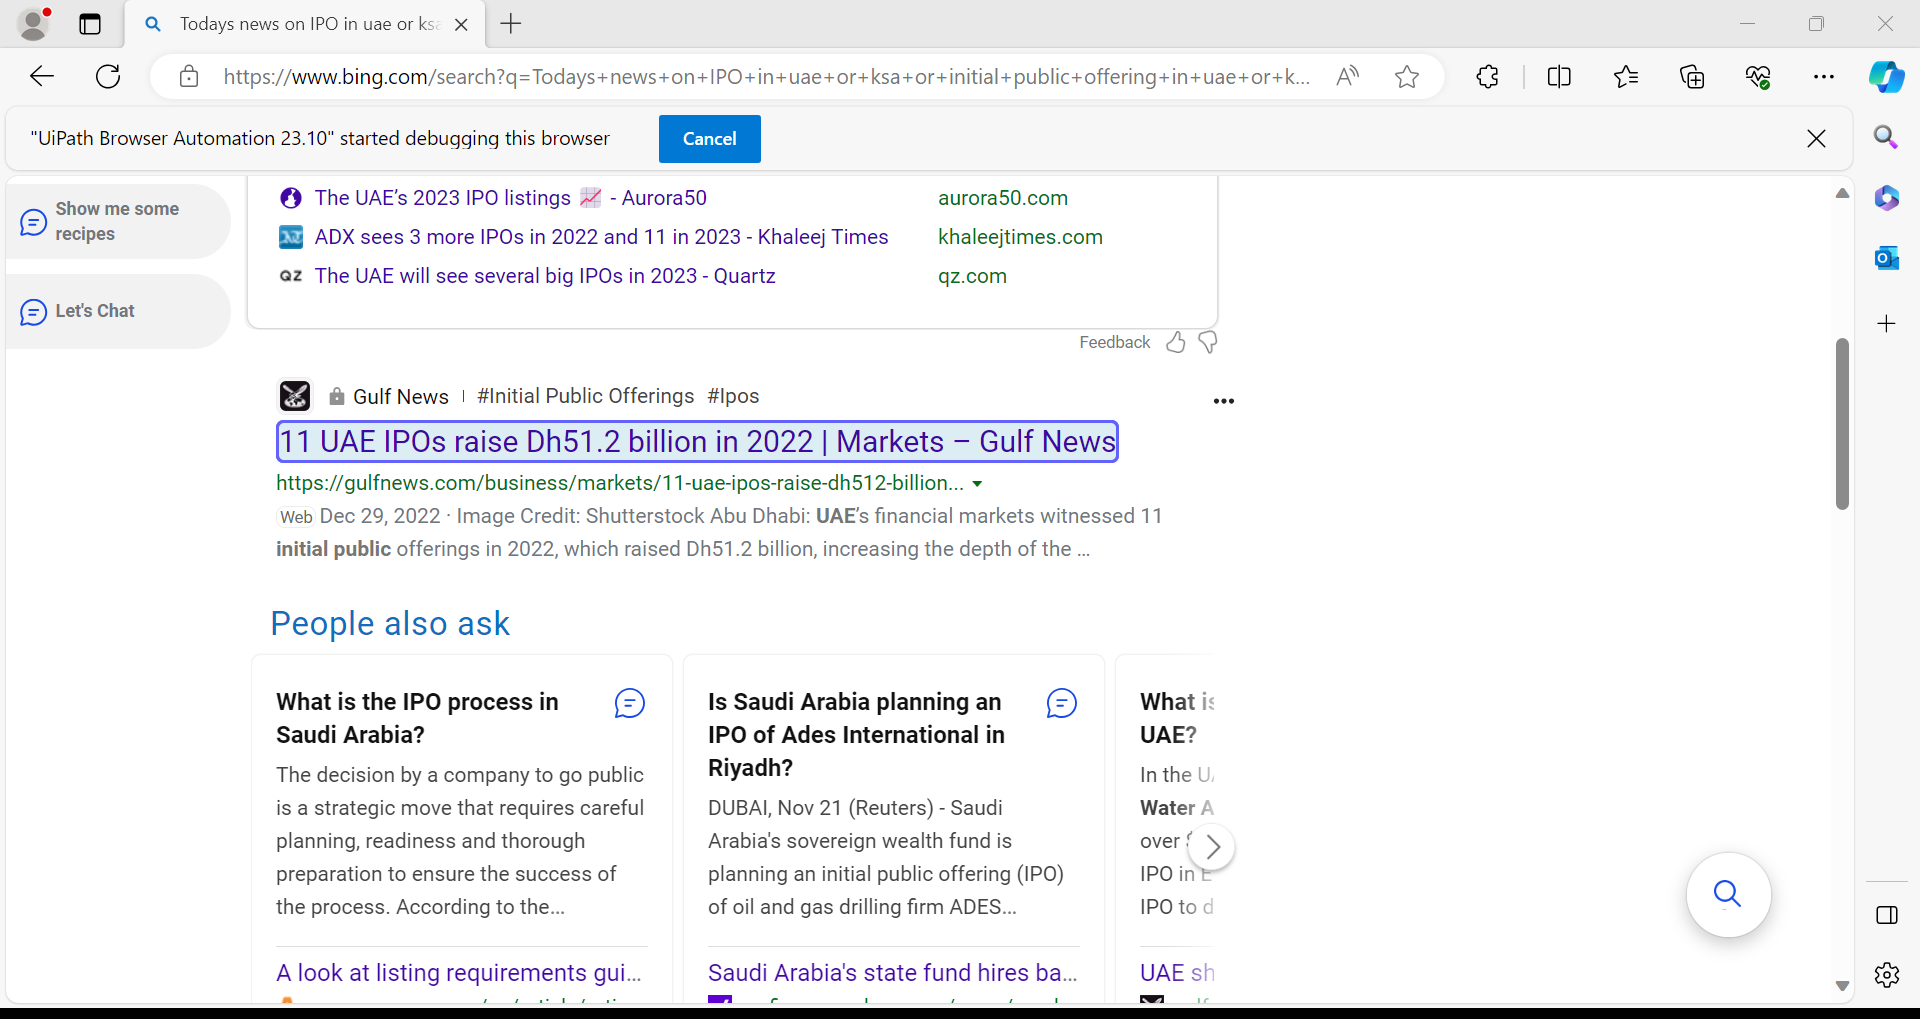 Todays news on IPO in uae or ksa
https://www.bing.com/search?q=Todays+news+on+IPO+in+uae+or+ksa+or+initial+public+offering+in+uae+or+k...
"UiPath Browser Automation 23.10" started debugging this browser
Cancel
Show me some
recipes
Let's Chat
The UAE’s 2023 IPO listings 📈 - Aurora50
aurora50.com
ADX sees 3 more IPOs in 2022 and 11 in 2023 - Khaleej Times
khaleejtimes.com
QZ
The UAE will see several big IPOs in 2023 - Quartz
qz.com
Feedback
Gulf News
#Initial Public Offerings #Ipos
11 UAE IPOs raise Dh51.2 billion in 2022 | Markets – Gulf News
https://gulfnews.com/business/markets/11-uae-ipos-raise-dh512-billion...
Web Dec 29, 2022 · Image Credit: Shutterstock Abu Dhabi: UAE’s financial markets witnessed 11
initial public offerings in 2022, which raised Dh51.2 billion, increasing the depth of the ...
People also ask
What is the IPO process in
Saudi Arabia?
The decision by a company to go public
is a strategic move that requires careful
planning, readiness and thorough
preparation to ensure the success of
the process. According to the...
A look at listing requirements gui...
Is Saudi Arabia planning an
IPO of Ades International in
Riyadh?
DUBAI, Nov 21 (Reuters) - Saudi
Arabia's sovereign wealth fund is
planning an initial public offering (IPO)
of oil and gas drilling firm ADES...
Saudi Arabia's state fund hires ba...
What is
UAE?
In the
Water
over
IPO in
IPO to
UAE